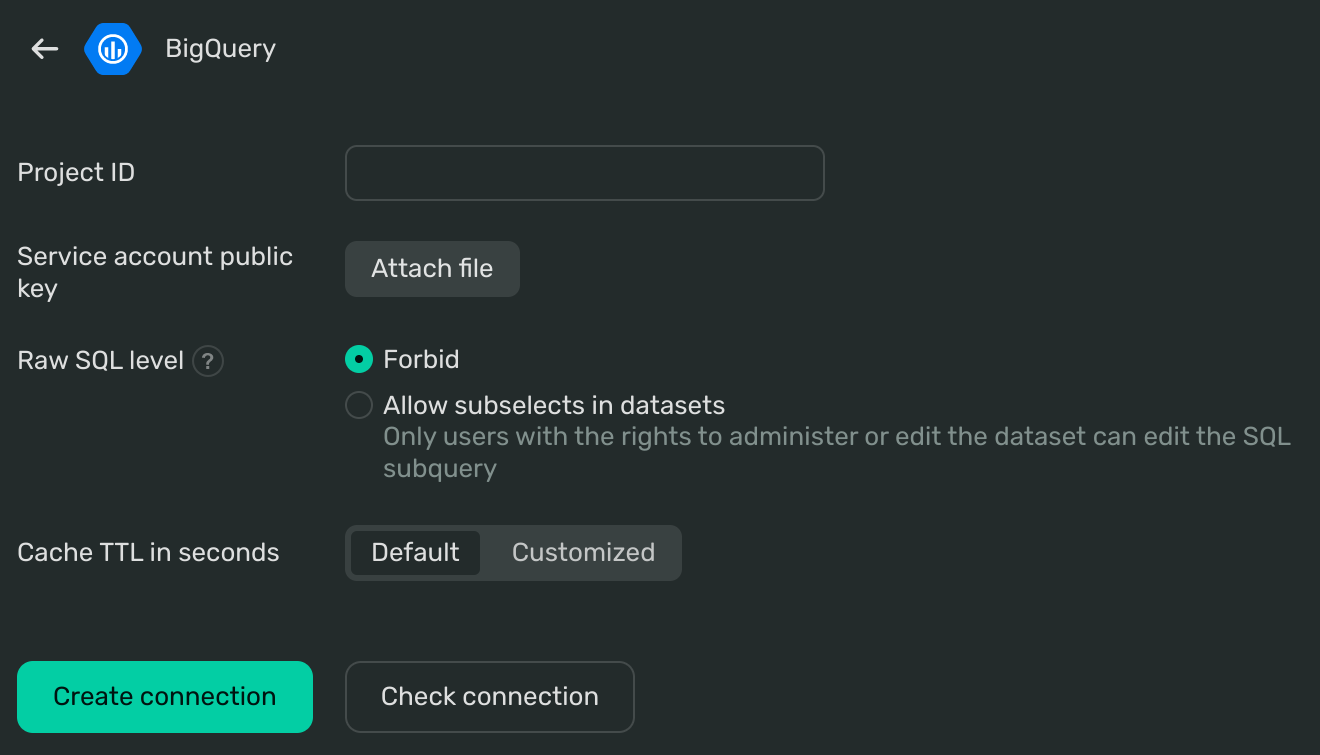 BigQuery
Project ID
Service account public
key
Attach file
Raw SQL level ?
Forbid
Allow subselects in datasets
Only users with the rights to administer or edit the dataset can edit the SQL
subquery
Cache TTL in seconds
Default Customized
Create connection Check connection